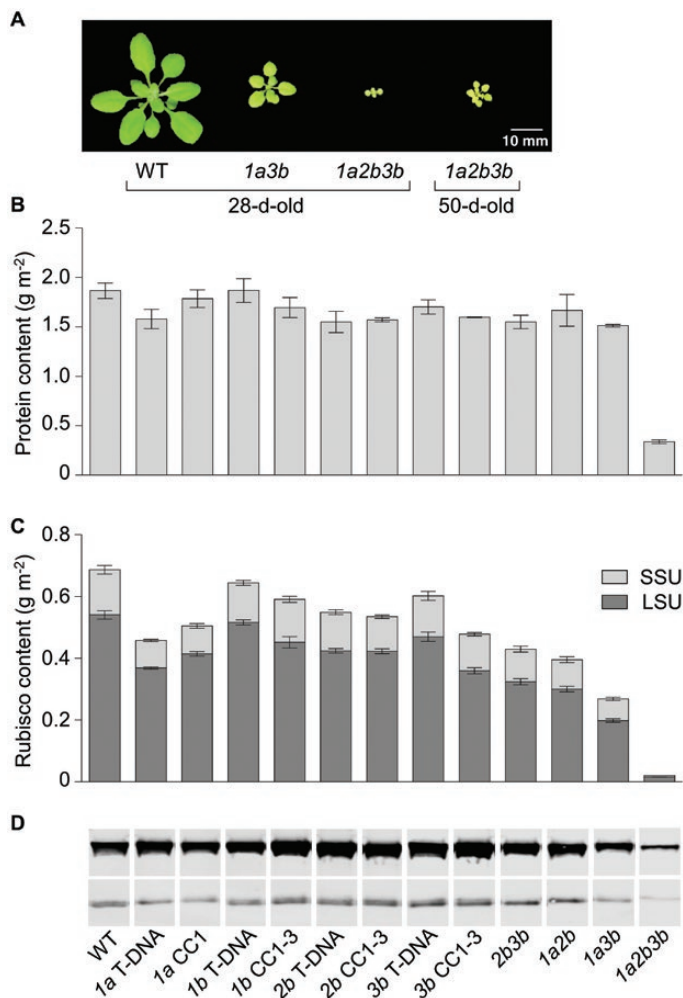 A
10 mm
WT 1a3b 1a2b3b 1a2b3b
28-d-old 50-d-old
B
2.5
2.0
1.5
1.0
0.5
0
Protein content (g m-2)
C
0.8
0.6
0.4
0.2
0
Rubisco content (g m-2)
SSU
LSU
D
WT
1a T-DNA
1a CC1
1b T-DNA
1b CC1-3
2b T-DNA
2b CC1-3
3b T-DNA
3b CC1-3
2b3b
1a2b
1a3b
1a2b3b